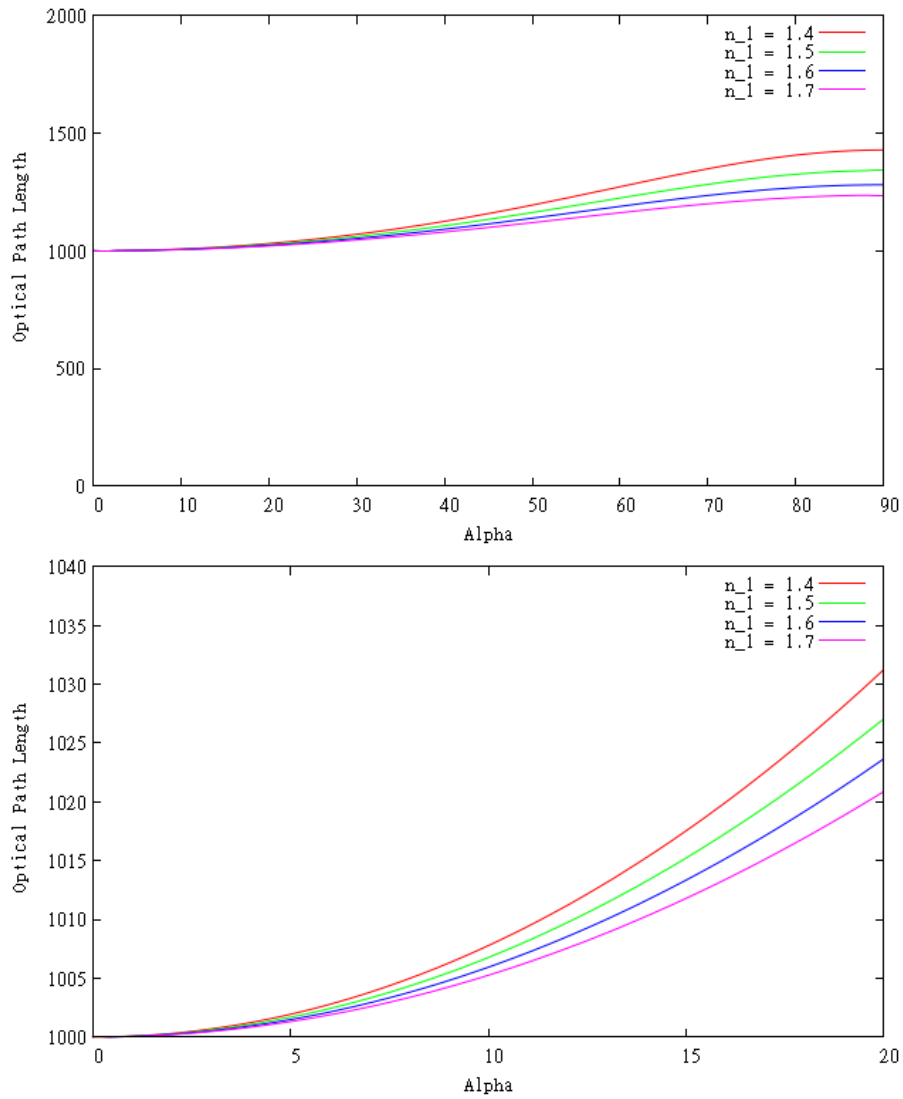 2000
1500
1000
500
0
Optical Path Length
n_1 = 1.4
n_1 = 1.5
n_1 = 1.6
n_1 = 1.7
0 10 20 30 40 50 60 70 80 90
Alpha
1040
1035
1030
1025
1020
1015
1010
1005
1000
Optical Path Length
n_1 = 1.4
n_1 = 1.5
n_1 = 1.6
n_1 = 1.7
0 5 10 15 20
Alpha